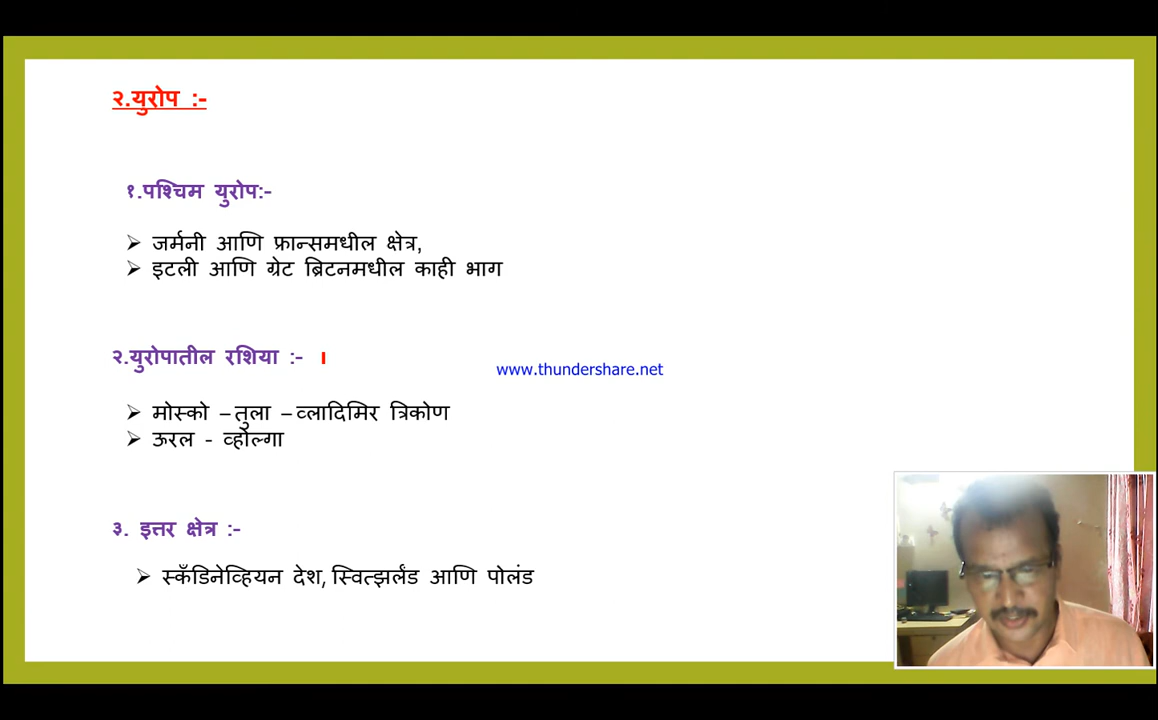 २.युरोप :-
१.पश्चिम युरोप:-
➢ जर्मनी आणि फ्रान्समधील क्षेत्र,
➢ इटली आणि ग्रेट ब्रिटनमधील काही भाग
२.युरोपातील रशिया :- ।
www.thundershare.net
➢ मोस्को –तुला –व्लादिमिर त्रिकोण
➢ ऊरल - व्होल्गा
३. इत्तर क्षेत्र :-
➢ स्कँडिनेव्हियन देश, स्वित्झर्लंड आणि पोलंड